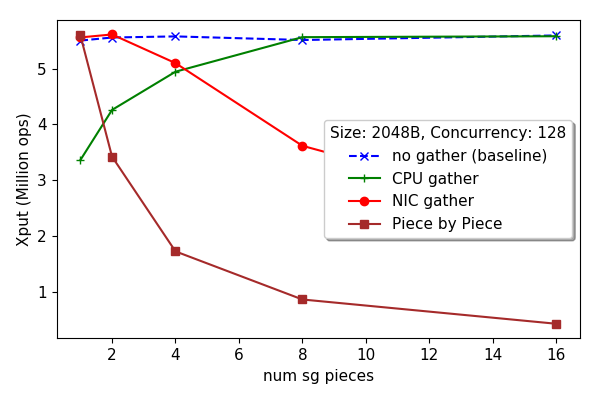 Xput (Million ops)
5
4
3
2
1
Size: 2048B, Concurrency: 128
no gather (baseline)
CPU gather
NIC gather
Piece by Piece
2 4 6 8 10 12 14 16
num sg pieces